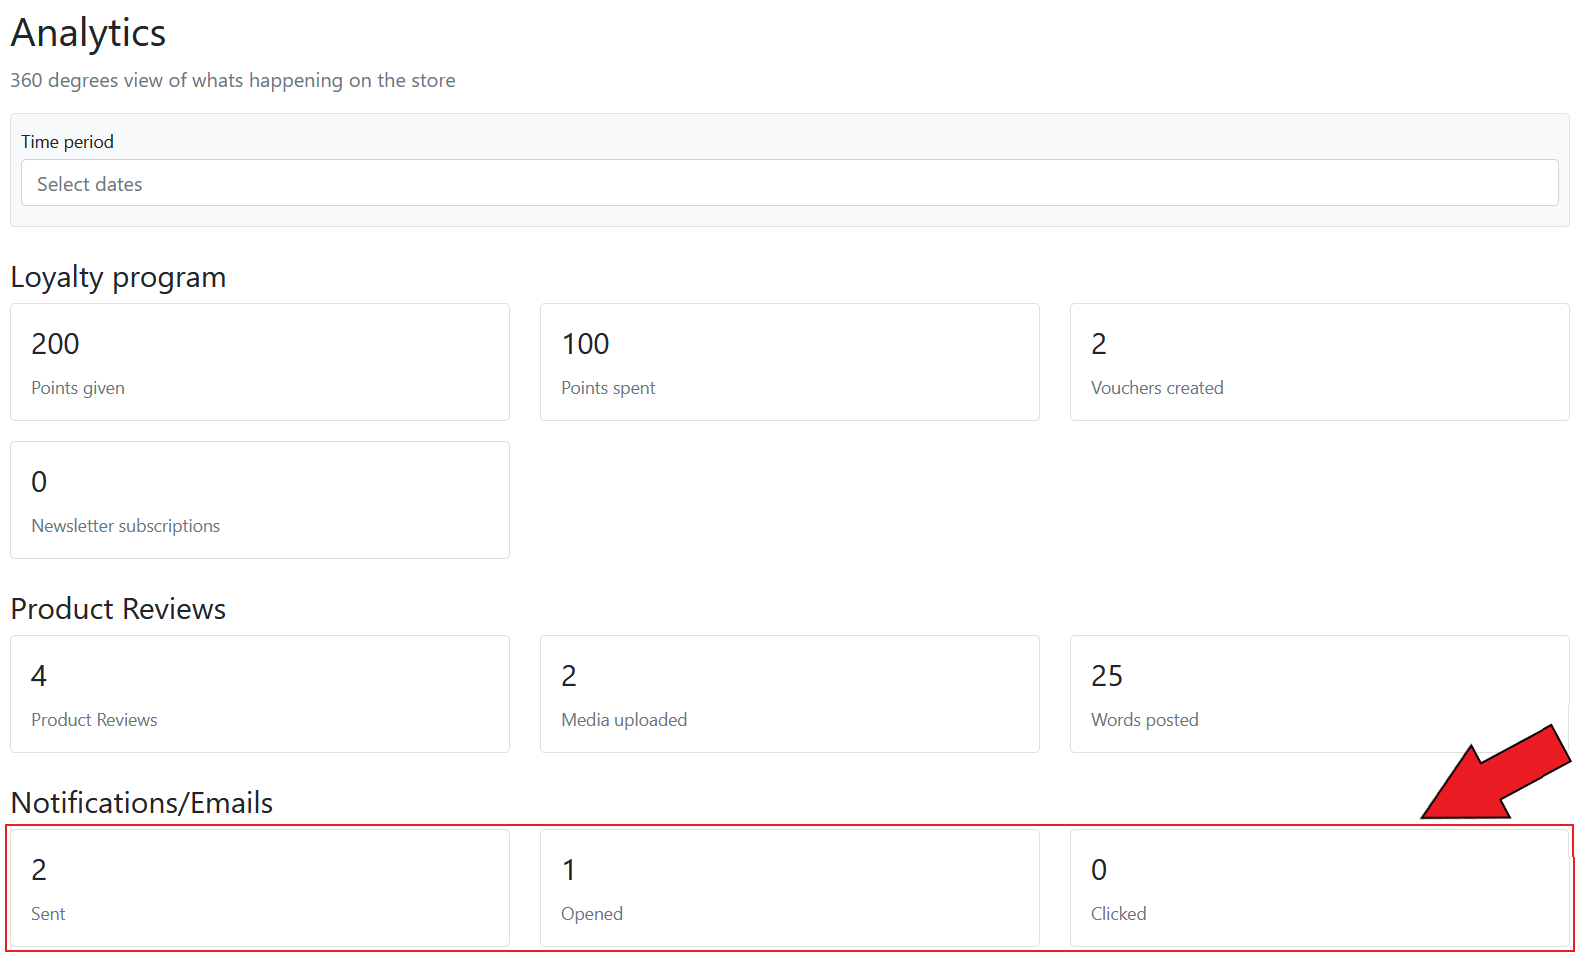 Analytics
360 degrees view of whats happening on the store
Time period
Select dates
Loyalty program
200
Points given
100
Points spent
2
Vouchers created
0
Newsletter subscriptions
Product Reviews
4
Product Reviews
2
Media uploaded
25
Words posted
Notifications/Emails
2
Sent
1
Opened
0
Clicked